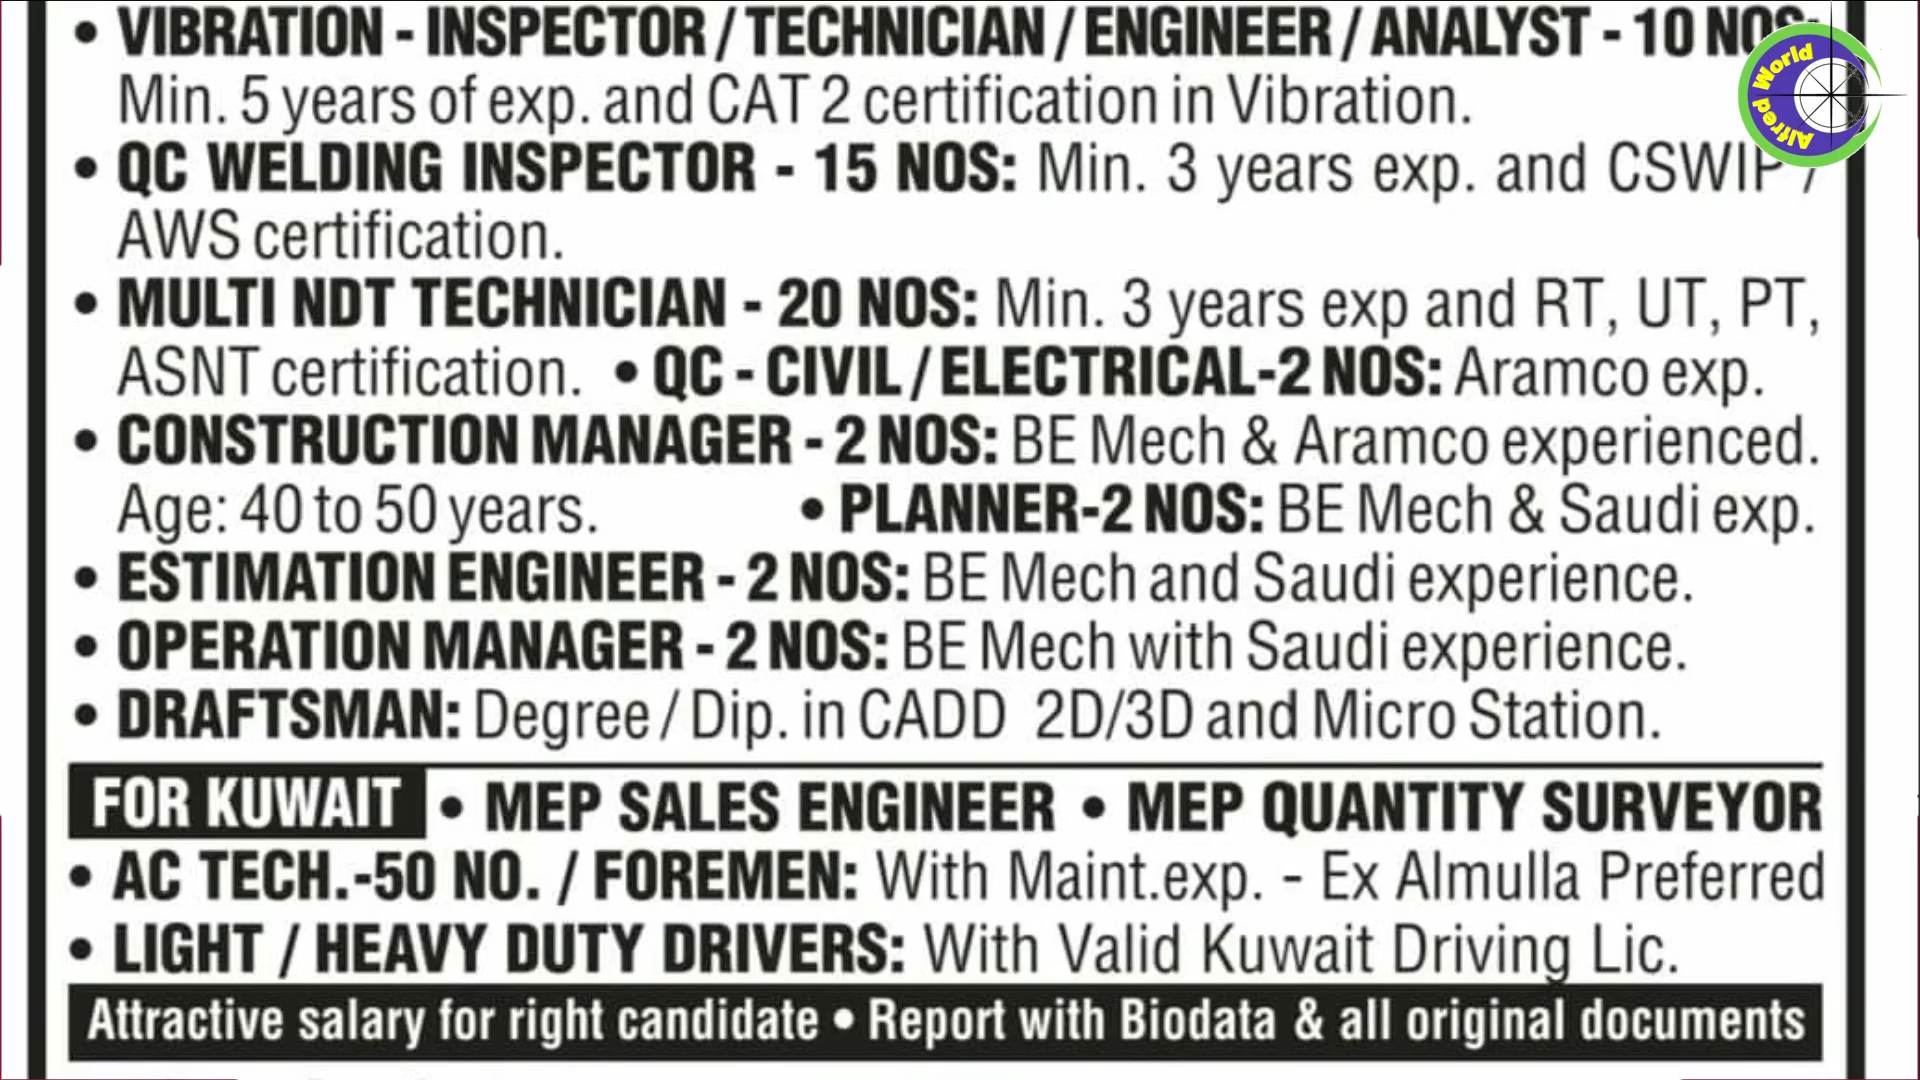 • VIBRATION - INSPECTOR / TECHNICIAN / ENGINEER / ANALYST - 10 NOS:
Min. 5 years of exp. and CAT 2 certification in Vibration.
• QC WELDING INSPECTOR - 15 NOS: Min. 3 years exp. and CSWIP /
AWS certification.
• MULTI NDT TECHNICIAN - 20 NOS: Min. 3 years exp and RT, UT, PT,
ASNT certification. • QC - CIVIL / ELECTRICAL-2 NOS: Aramco exp.
• CONSTRUCTION MANAGER - 2 NOS: BE Mech & Aramco experienced.
Age: 40 to 50 years. • PLANNER-2 NOS: BE Mech & Saudi exp.
• ESTIMATION ENGINEER - 2 NOS: BE Mech and Saudi experience.
• OPERATION MANAGER - 2 NOS: BE Mech with Saudi experience.
• DRAFTSMAN: Degree / Dip. in CADD 2D/3D and Micro Station.
FOR KUWAIT • MEP SALES ENGINEER • MEP QUANTITY SURVEYOR
• AC TECH.-50 NO. / FOREMEN: With Maint.exp. - Ex Almulla Preferred
• LIGHT / HEAVY DUTY DRIVERS: With Valid Kuwait Driving Lic.
Attractive salary for right candidate • Report with Biodata & all original documents
Alfred World